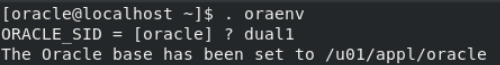 [oracle@localhost ~]$ . oraenv
ORACLE_SID = [oracle] ? dual1
The Oracle base has been set to /u01/appl/oracle